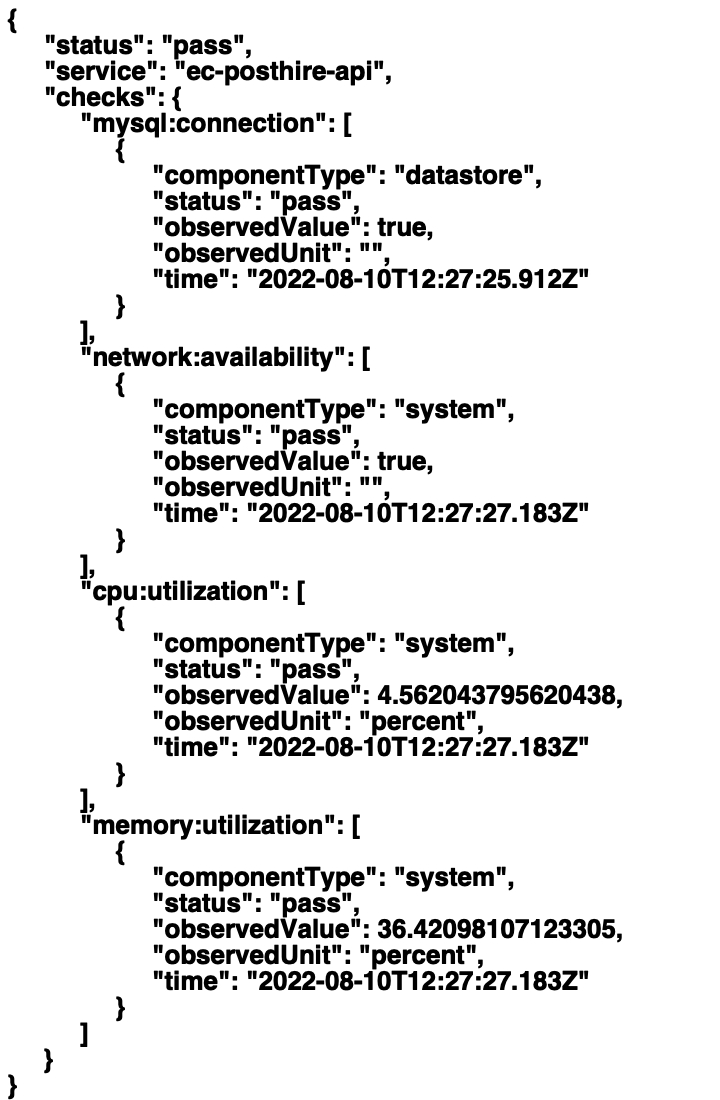 {
"status": "pass",
"service": "ec-posthire-api",
"checks": {
"mysql:connection": [
{
"componentType": "datastore",
"status": "pass",
"observedValue": true,
"observedUnit": "",
"time": "2022-08-10T12:27:25.912Z"
}
],
"network:availability": [
{
"componentType": "system",
"status": "pass",
"observedValue": true,
"observedUnit": "",
"time": "2022-08-10T12:27:27.183Z"
}
],
"cpu:utilization": [
{
"componentType": "system",
"status": "pass",
"observedValue": 4.562043795620438,
"observedUnit": "percent",
"time": "2022-08-10T12:27:27.183Z"
}
],
"memory:utilization": [
{
"componentType": "system",
"status": "pass",
"observedValue": 36.42098107123305,
"observedUnit": "percent",
"time": "2022-08-10T12:27:27.183Z"
}
]
}
}